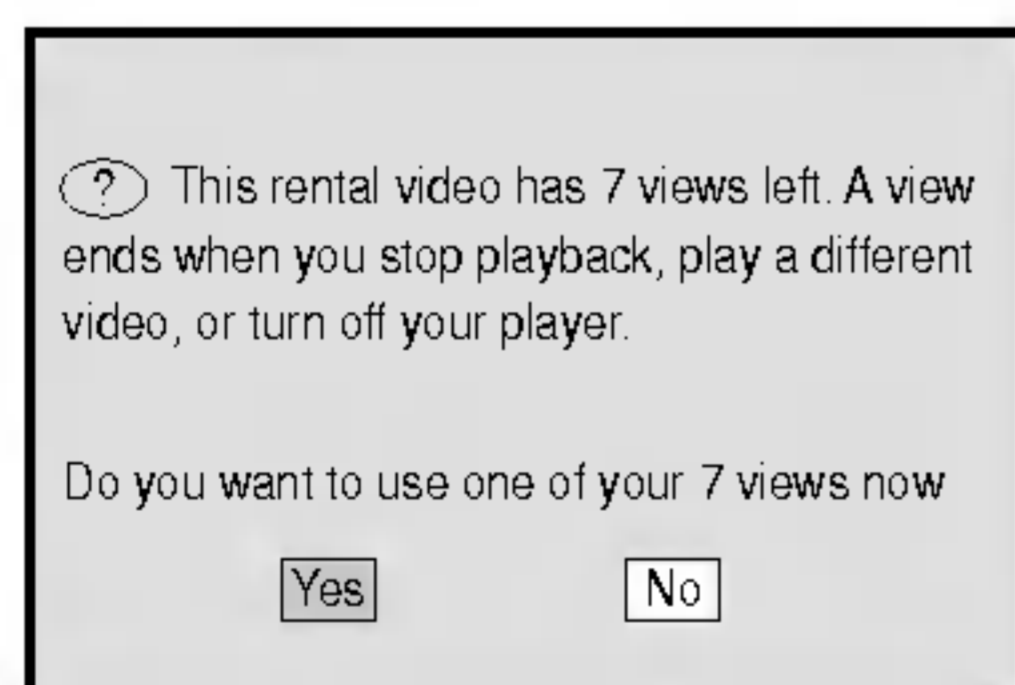 ? This rental video has 7 views left. A view
ends when you stop playback, play a different
video, or turn off your player.
Do you want to use one of your 7 views now
Yes No